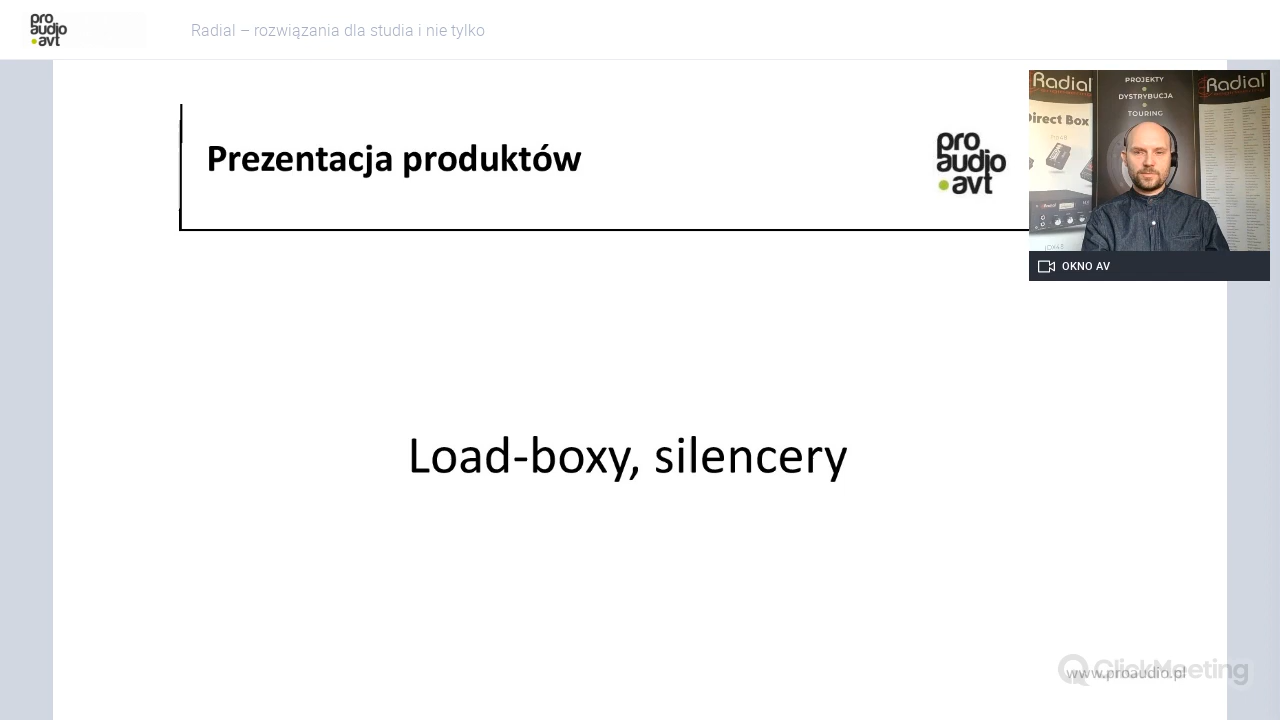 pro
audio
avt
Radial – rozwiązania dla studia i nie tylko
Prezentacja produktów
pro
audio
avt
Radial
PROJEKTY
DYSTRYBUCJA
TOURING
Radial
Direct Box
OKNO AV
Load-boxy, silencery
ClickMeeting
www.proaudio.pl